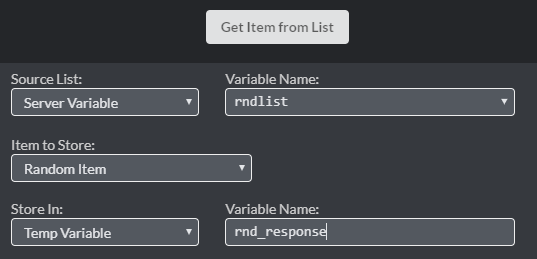 Get Item from List
Source List: Variable Name:
Server Variable rndlist
Item to Store:
Random Item
Store In: Variable Name:
Temp Variable rnd_response